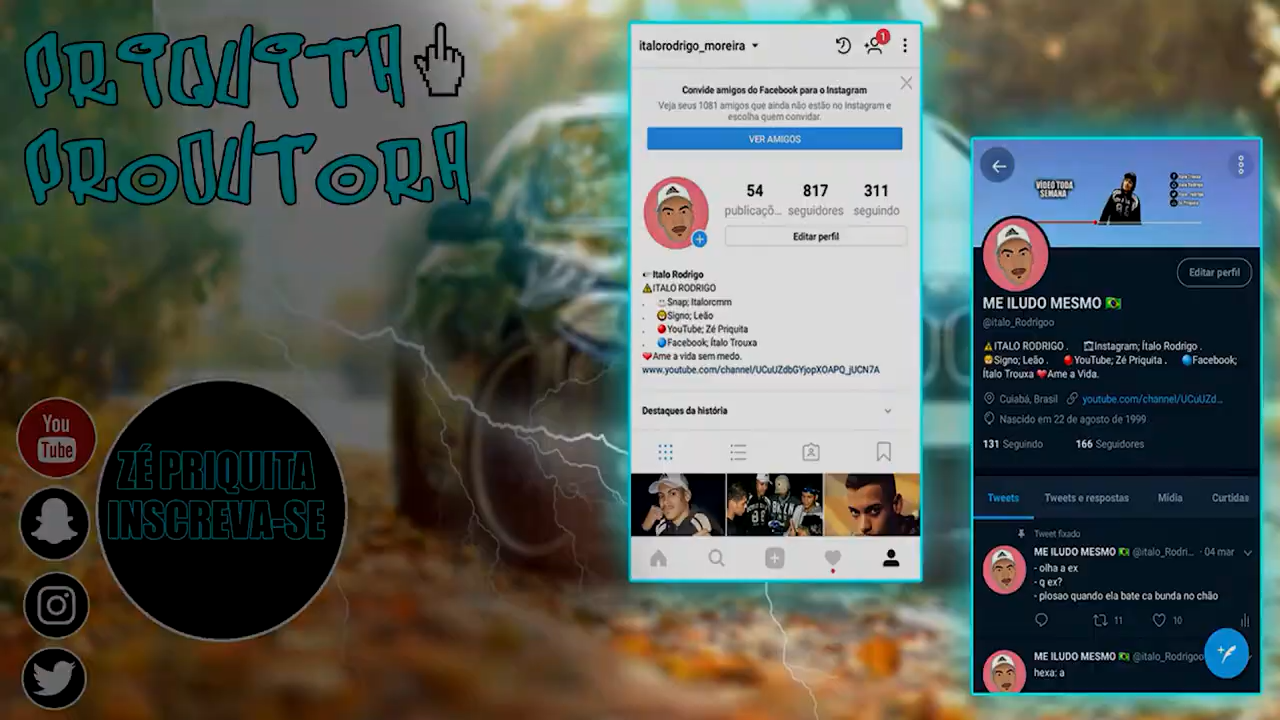 PRIQUITA
PRODUTORA
You
Tube
ZÉ PRIQUITA
INSCREVA-SE
italorodrigo_moreira
1
Convide amigos do Facebook para o Instagram
Veja seus 1081 amigos que ainda não estão no Instagram e
escolha quem convidar.
VER AMIGOS
54 817 311
publicaçõ... seguidores seguindo
Editar perfil
Italo Rodrigo
⚠ITALO RODRIGO
. Snap; Italorcmm
. Signo; Leão
. 🔴YouTube; Zé Priquita
. 🔵Facebook; Ítalo Trouxa
❤Ame a vida sem medo.
www.youtube.com/channel/UCuUZdbGYjopXOAPQ_jUCN7A
Destaques da história
VÍDEO TODA
SEMANA
Editar perfil
ME ILUDO MESMO 🇧🇷
@italo_Rodrigoo
⚠ITALO RODRIGO . Instagram; Ítalo Rodrigo .
Signo; Leão . 🔴YouTube; Zé Priquita . 🔵Facebook;
Ítalo Trouxa ❤Ame a Vida.
Cuiabá, Brasil youtube.com/channel/UCuUZd...
Nascido em 22 de agosto de 1999
131 Seguindo 166 Seguidores
Tweets Tweets e respostas Mídia Curtidas
Tweet fixado
ME ILUDO MESMO 🇧🇷 @italo_Rodri... · 04 mar
- olha a ex
- q ex?
- plosao quando ela bate ca bunda no chão
11 10
ME ILUDO MESMO 🇧🇷 @italo_Rodrigoo
hexa: a